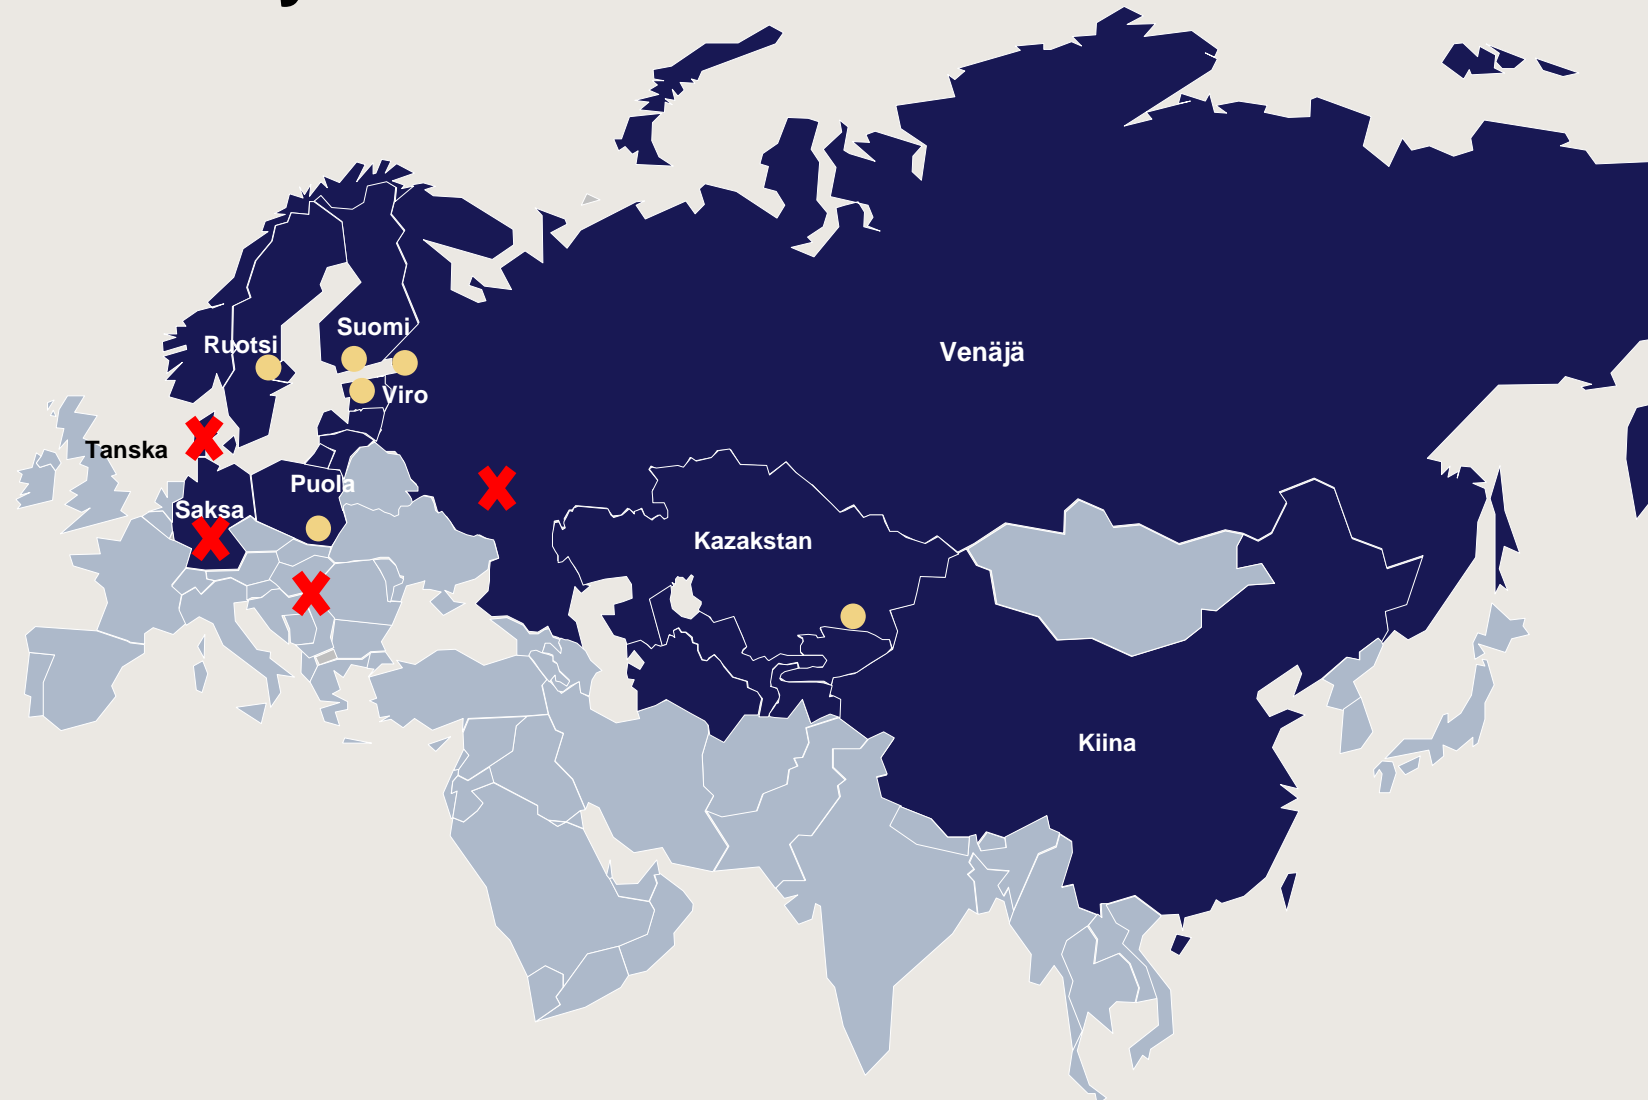 Suomi
Ruotsi
Venäjä
Viro
Tanska
Puola
Saksa
Kazakstan
Kiina